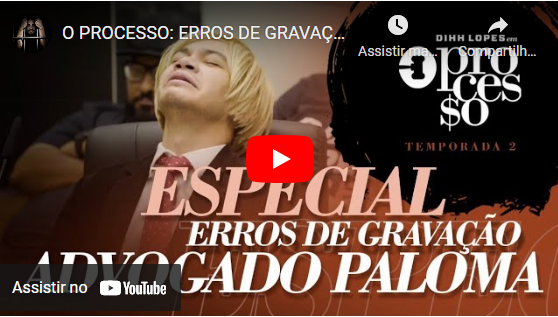 O PROCESSO: ERROS DE GRAVAÇ...
Assistir ma...
Compartilh...
DIHH LOPES em
O proces$o
TEMPORADA 2
ESPECIAL
ERROS DE GRAVAÇÃO
ADVOGADO PALOMA
Assistir no YouTube